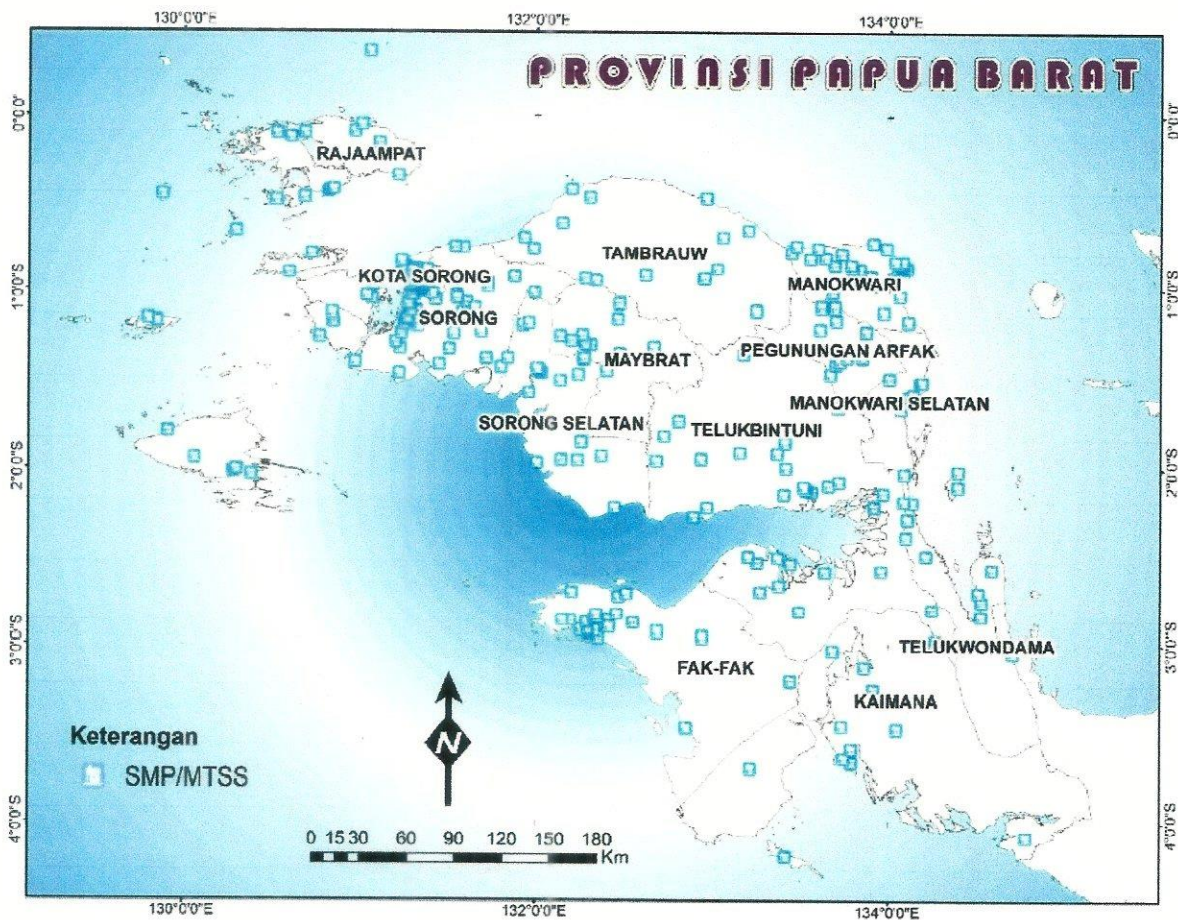 130°0'0"E 132°0'0"E 134°0'0"E
PROVINSI PAPUA BARAT
0°0'0" 0°0'0"
RAJAAMPAT
TAMBRAUW
KOTA SORONG
MANOKWARI
1°0'0"S 1°0'0"S
SORONG
PEGUNUNGAN ARFAK
MAYBRAT
MANOKWARI SELATAN
SORONG SELATAN
TELUKBINTUNI
2°0'0"S 2°0'0"S
3°0'0"S 3°0'0"S
TELUKWONDAMA
FAK-FAK
KAIMANA
Keterangan
N
SMP/MTSS
4°0'0"S 4°0'0"S
0 15 30 60 90 120 150 180
Km
130°0'0"E 132°0'0"E 134°0'0"E